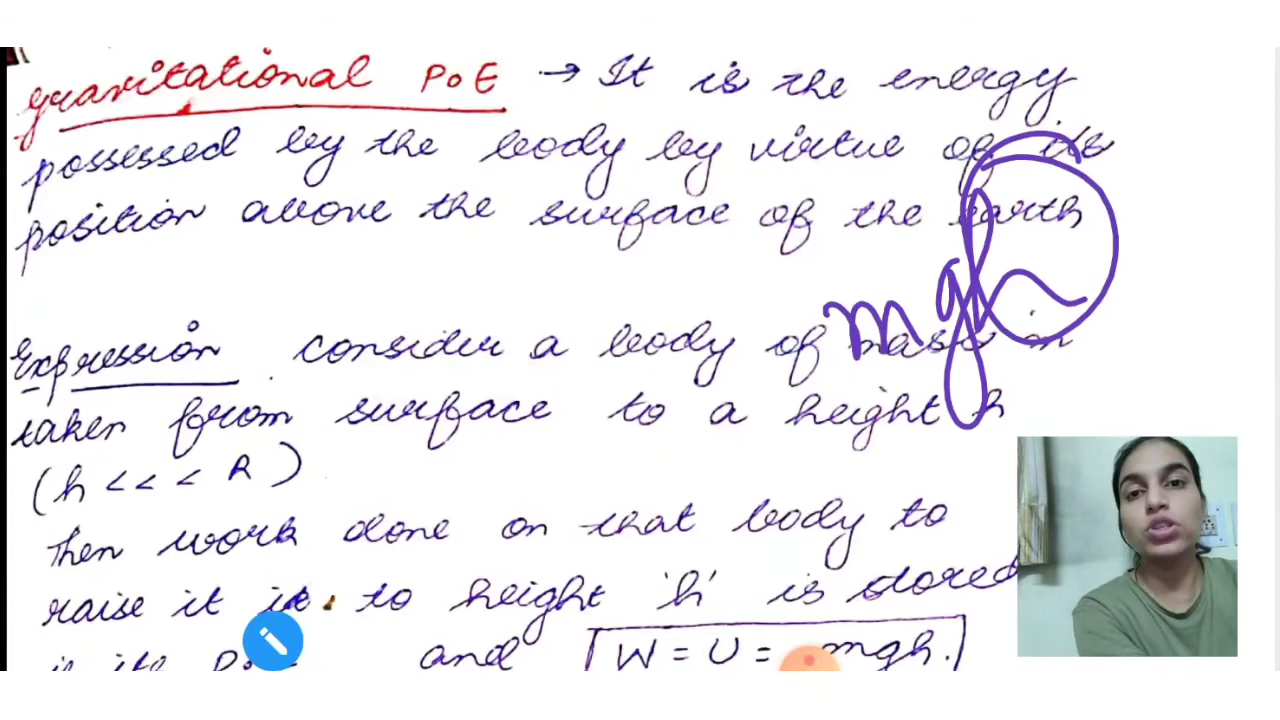 gravitational P.E → It is the energy
possessed by the body by virtue of its
position above the surface of the earth
mgh
Expression consider a body of mass m
taken from surface to a height h
(h <<< R)
Then work done on that body to
raise it it to height 'h' is stored
and W = U = mgh.